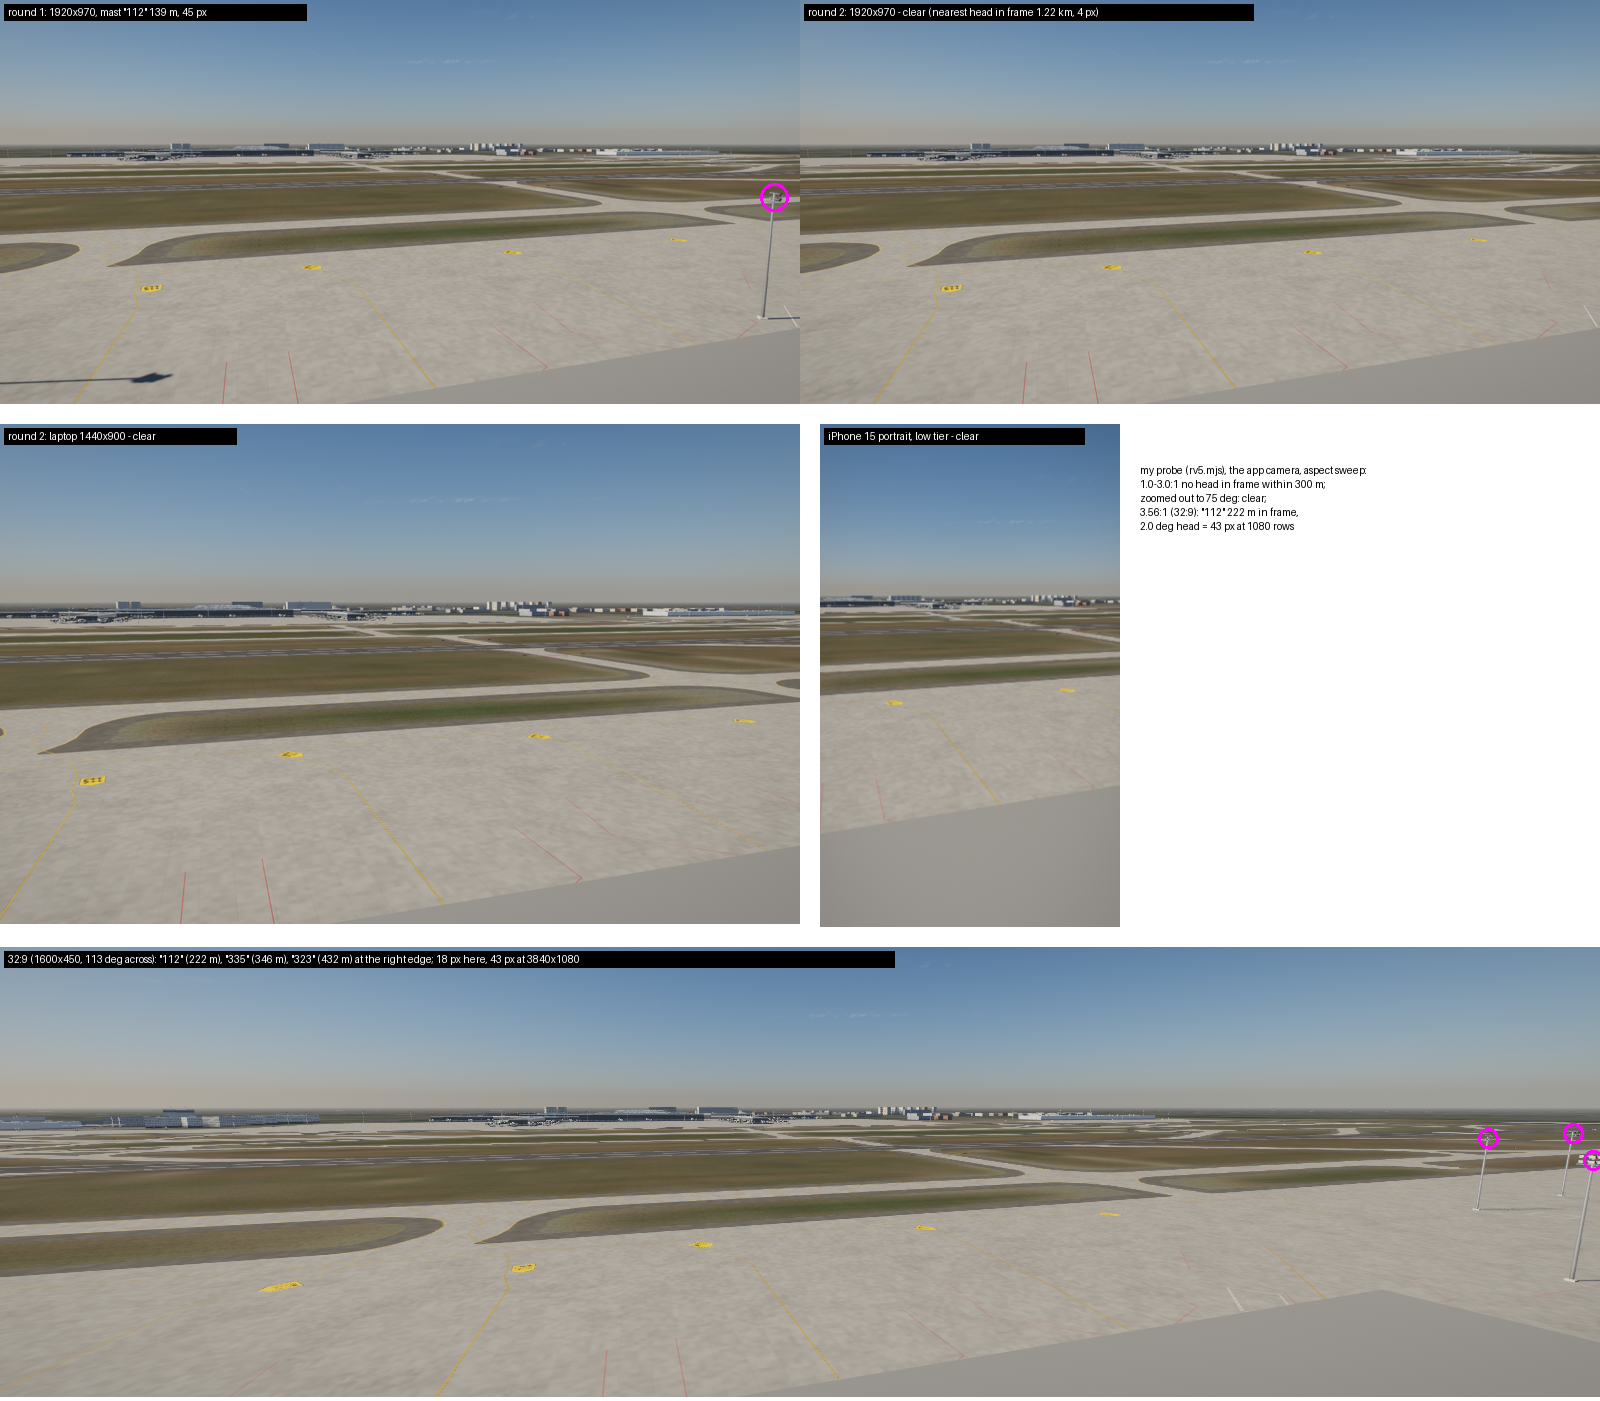 round 1: 1920x970, mast "112" 139 m, 45 px
round 2: 1920x970 - clear (nearest head in frame 1.22 km, 4 px)
round 2: laptop 1440x900 - clear
iPhone 15 portrait, low tier - clear
my probe (rv5.mjs), the app camera, aspect sweep:
1.0-3.0:1 no head in frame within 300 m;
zoomed out to 75 deg: clear;
3.56:1 (32:9): "112" 222 m in frame,
2.0 deg head = 43 px at 1080 rows
32:9 (1600x450, 113 deg across): "112" (222 m), "335" (346 m), "323" (432 m) at the right edge; 18 px here, 43 px at 3840x1080